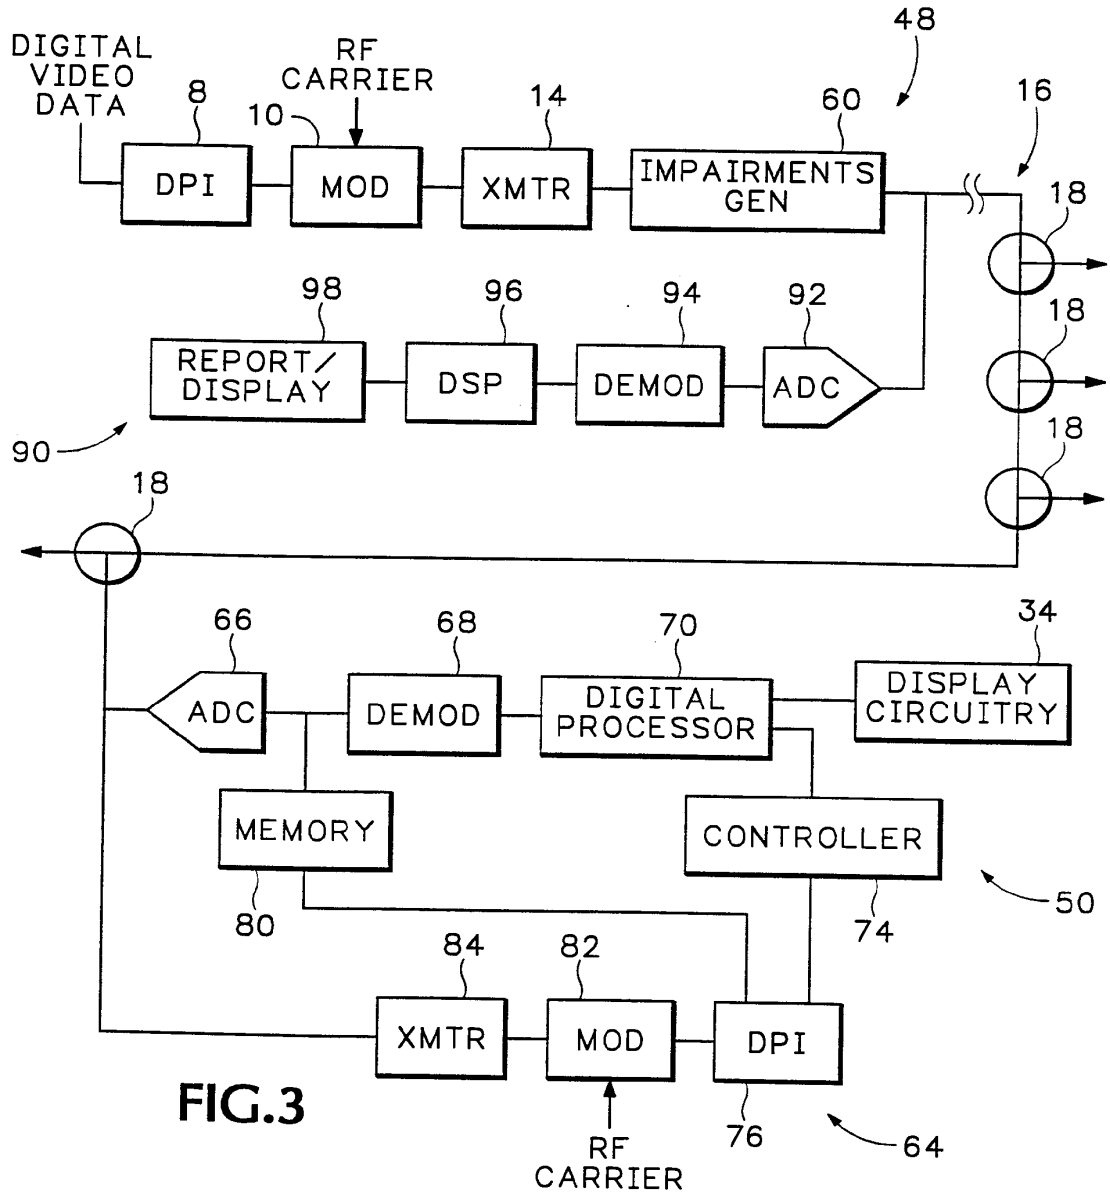 48
DIGITAL
VIDEO
DATA
8
10
RF
CARRIER
14
60
16
DPI
MOD
XMTR
IMPAIRMENTS
GEN
18
98
96
94
92
18
REPORT/
DISPLAY
DSP
DEMOD
ADC
90
18
18
66
68
70
34
ADC
DEMOD
DIGITAL
PROCESSOR
DISPLAY
CIRCUITRY
MEMORY
CONTROLLER
80
74
50
84
82
XMTR
MOD
DPI
FIG.3
76
64
RF
CARRIER